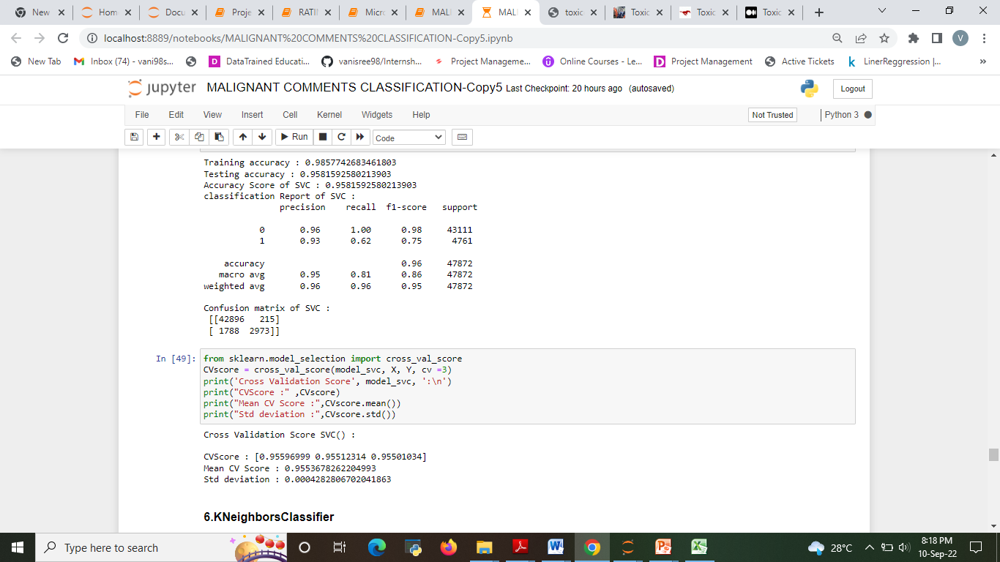 New
Hom
Docu
Proje
RATI
Micr
MALI
MALI
toxic
Toxic
Toxic
Toxic
localhost:8889/notebooks/MALIGNANT%20COMMENTS%20CLASSIFICATION-Copy5.ipynb
V
New Tab
Inbox (74) - vani98s...
D DataTrained Educati...
vanisree98/Internsh...
Project Manageme...
Online Courses - Le...
D Project Management
Active Tickets
k LinerReggression |...
»
jupyter MALIGNANT COMMENTS CLASSIFICATION-Copy5 Last Checkpoint: 20 hours ago (autosaved)
Logout
File Edit View Insert Cell Kernel Widgets Help
Not Trusted
Python 3
Run
Code
Training accuracy : 0.9857742683461803
Testing accuracy : 0.9581592580213903
Accuracy Score of SVC : 0.9581592580213903
classification Report of SVC :
precision recall f1-score support
0 0.96 1.00 0.98 43111
1 0.93 0.62 0.75 4761
accuracy 0.96 47872
macro avg 0.95 0.81 0.86 47872
weighted avg 0.96 0.96 0.95 47872
Confusion matrix of SVC :
[[42896 215]
[ 1788 2973]]
In [49]: from sklearn.model_selection import cross_val_score
CVscore = cross_val_score(model_svc, X, Y, cv =3)
print('Cross Validation Score', model_svc, ':\n')
print("CVScore :" ,CVscore)
print("Mean CV Score :",CVscore.mean())
print("Std deviation :",CVscore.std())
Cross Validation Score SVC() :
CVScore : [0.95596999 0.95512314 0.95501034]
Mean CV Score : 0.9553678262204993
Std deviation : 0.0004282806702041863
6.KNeighborsClassifier
Type here to search
28°C
8:18 PM
10-Sep-22